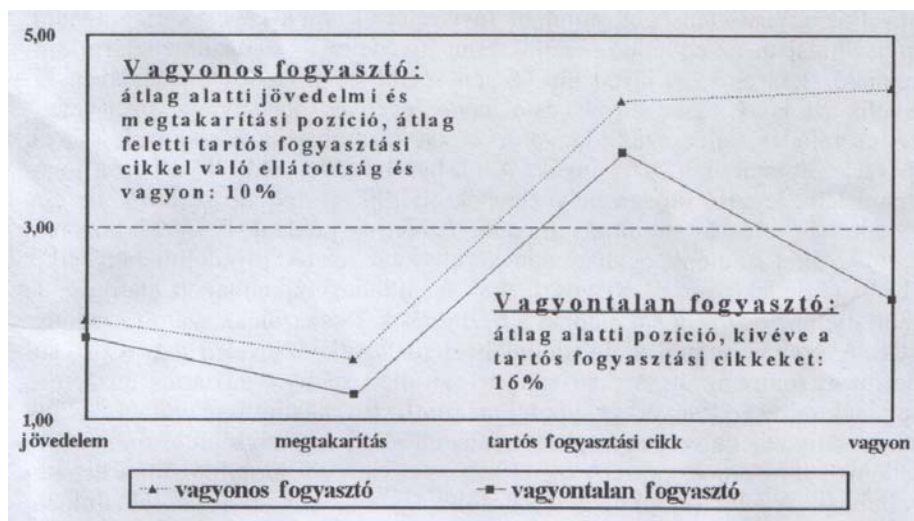 5,00
Vagyonos fogyasztó:
átlag alatti jövedelmi és
megtakarítási pozíció, átlag
feletti tartós fogyasztási
cikkel való ellátottság és
vagyon: 10%
3,00
Vagyontalan fogyasztó:
átlag alatti pozíció, kivéve a
tartós fogyasztási cikkeket:
16%
1,00
jövedelem megtakarítás tartós fogyasztási cikk vagyon
vagyonos fogyasztó vagyontalan fogyasztó